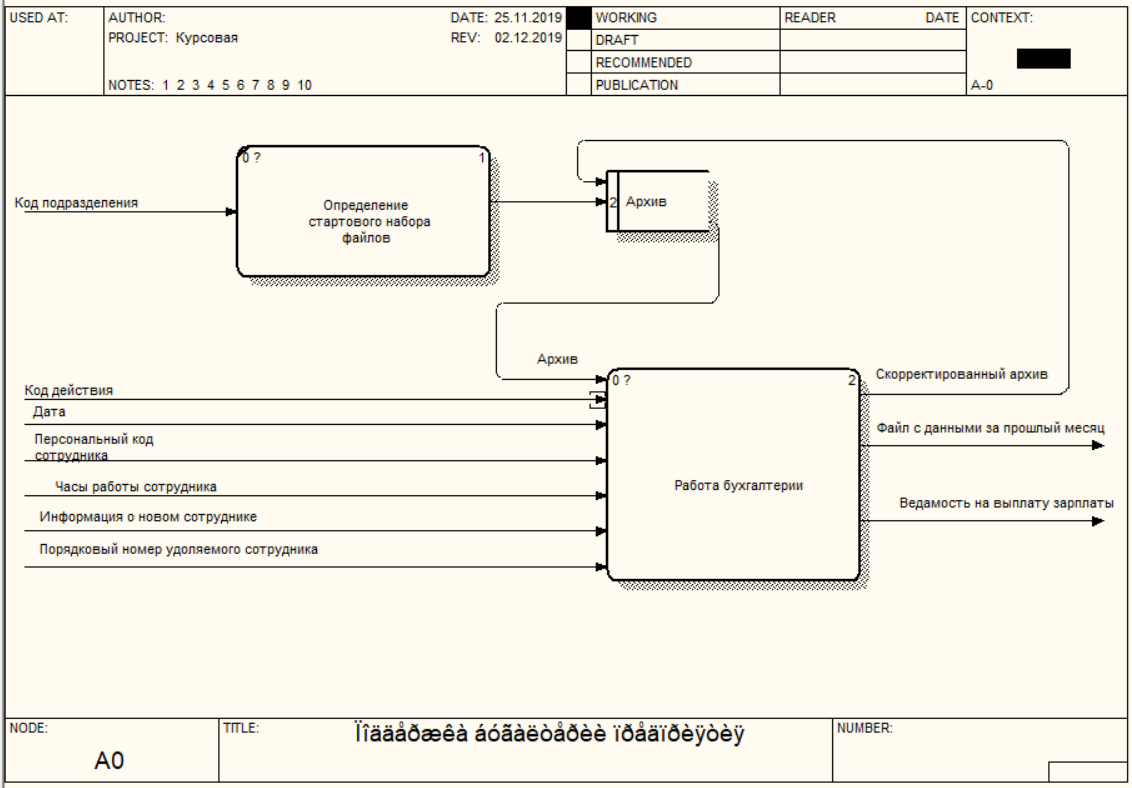 USED AT:
AUTHOR:
DATE: 25.11.2019
WORKING
READER
DATE
CONTEXT:
PROJECT: Курсовая
REV: 02.12.2019
DRAFT
RECOMMENDED
NOTES: 1 2 3 4 5 6 7 8 9 10
PUBLICATION
A-0
0 ?
1
Код подразделения
Определение
стартового набора
файлов
2
Архив
Архив
0 ?
2
Скорректированный архив
Код действия
Дата
Файл с данными за прошлый месяц
Персональный код
сотрудника
Часы работы сотрудника
Работа бухгалтерии
Ведамость на выплату зарплаты
Информация о новом сотруднике
Порядковый номер удоляемого сотрудника
NODE:
TITLE:
Ïîääåðæêà áóãàëòåðèè ïðåäïðèÿòèÿ
NUMBER:
A0